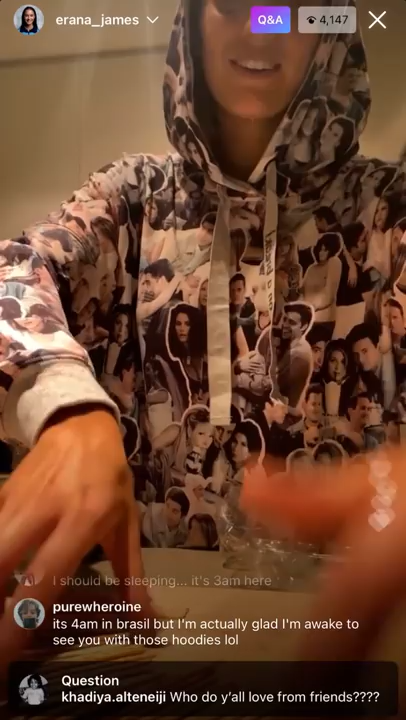 erana_james
Q&A
4,147
I should be sleeping... it's 3am here
purewheroine
its 4am in brasil but I'm actually glad I'm awake to
see you with those hoodies lol
Question
khadiya.alteneiji Who do y'all love from friends????